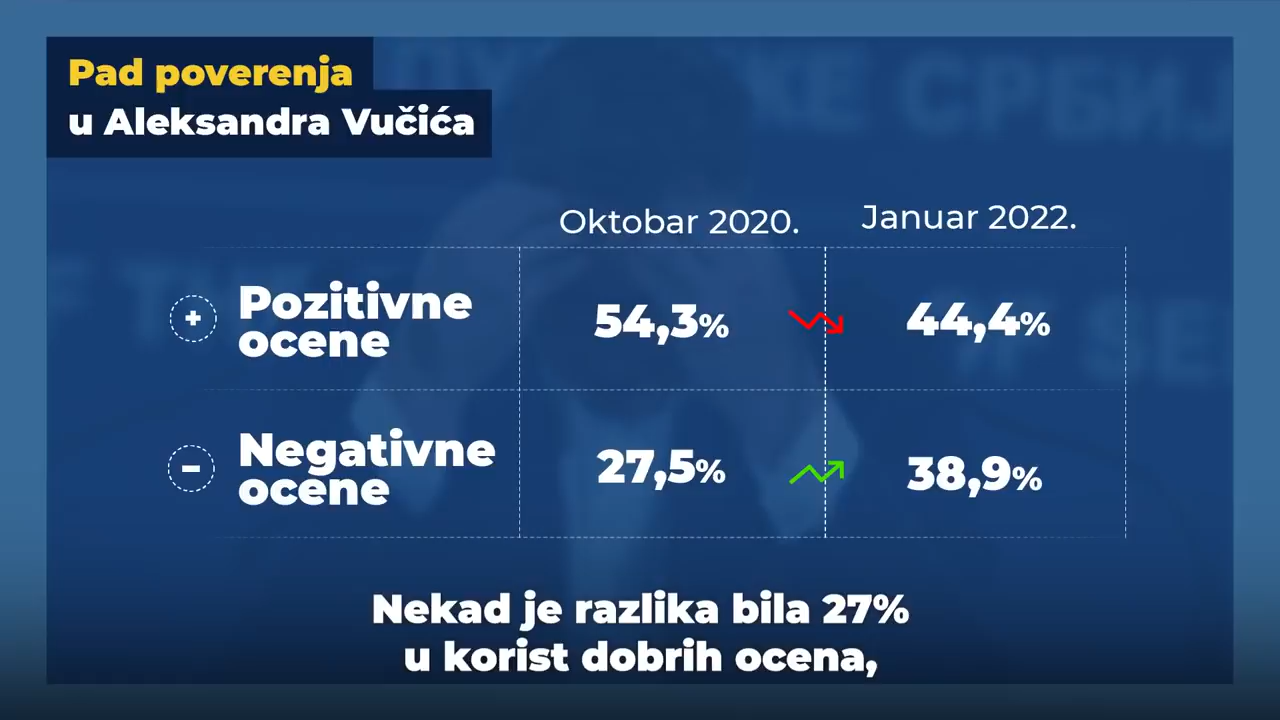 Pad poverenja
u Aleksandra Vučića
Oktobar 2020.
Januar 2022.
+ Pozitivne
ocene
54,3%
44,4%
- Negativne
ocene
27,5%
38,9%
Nekad je razlika bila 27%
u korist dobrih ocena,